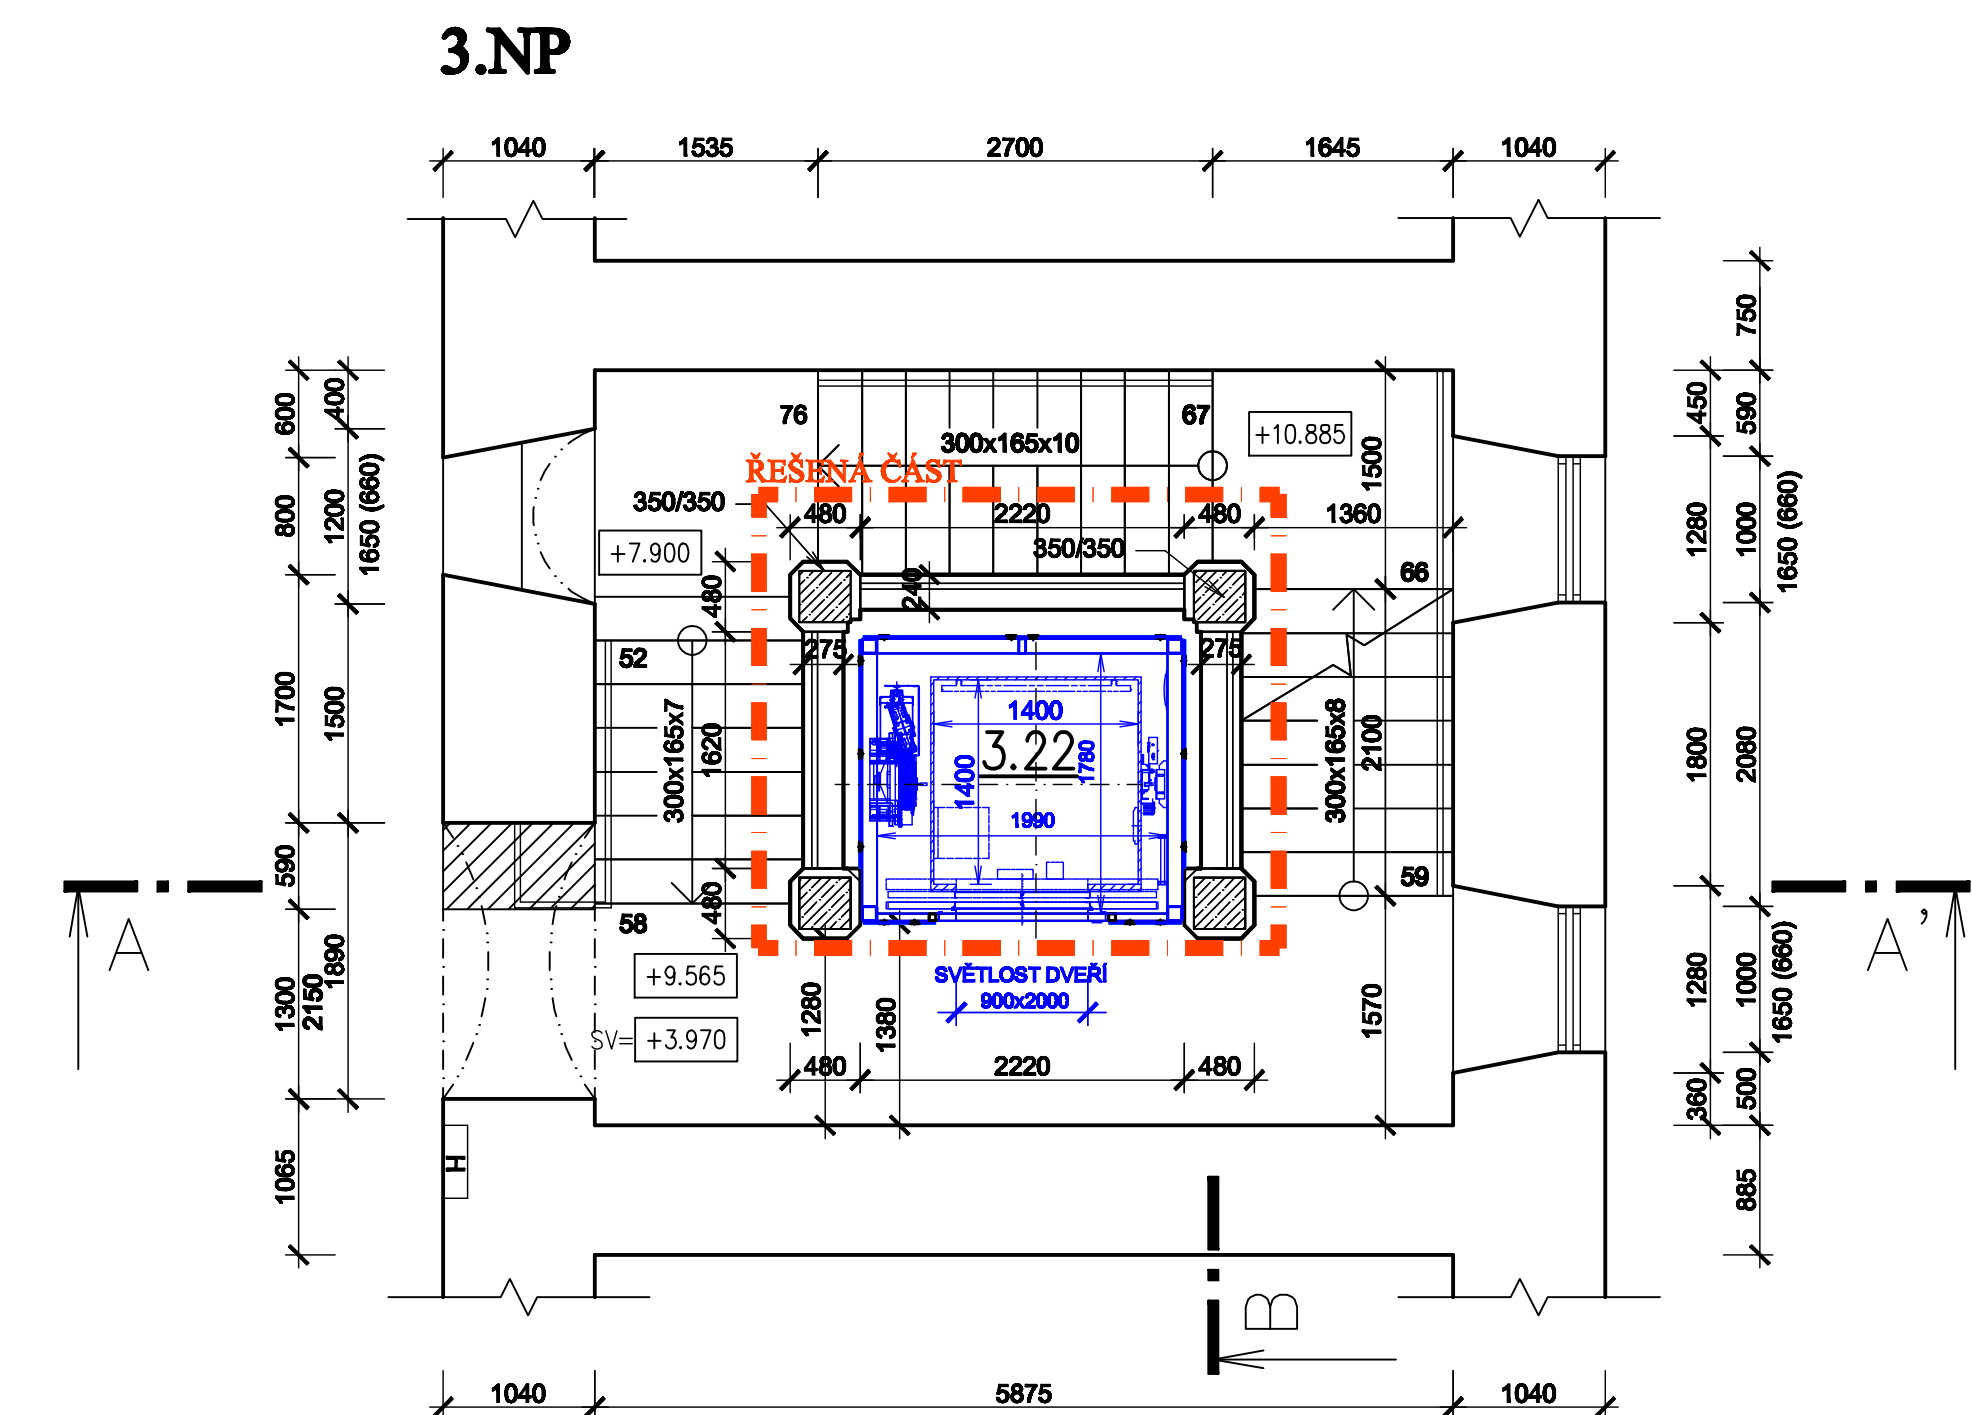 3.NP
1040 1535 2700 1645 1040
750
600 400 76 67 +10.885 450 590
300x165x10
ŘEŠENÁ ČÁST
1500
350/350 480 2220 480 1360
800 1200 1650 (660) +7.900 350/350 1280 1000 1650 (660)
480 240 66
52 275 275
1700 1500 300x165x7 1620 1400 3.22 1780 1400 300x165x8 2100 1800 2080
1990
590 480 59
58
A A'
SVĚTLOST DVEŘÍ
900x2000
1300 2150 1890 +9.565 1280 1380 1570 1280 1000 1650 (660)
SV= +3.970
480 2220 480
360 500
H
1065 885
B
1040 5875 1040